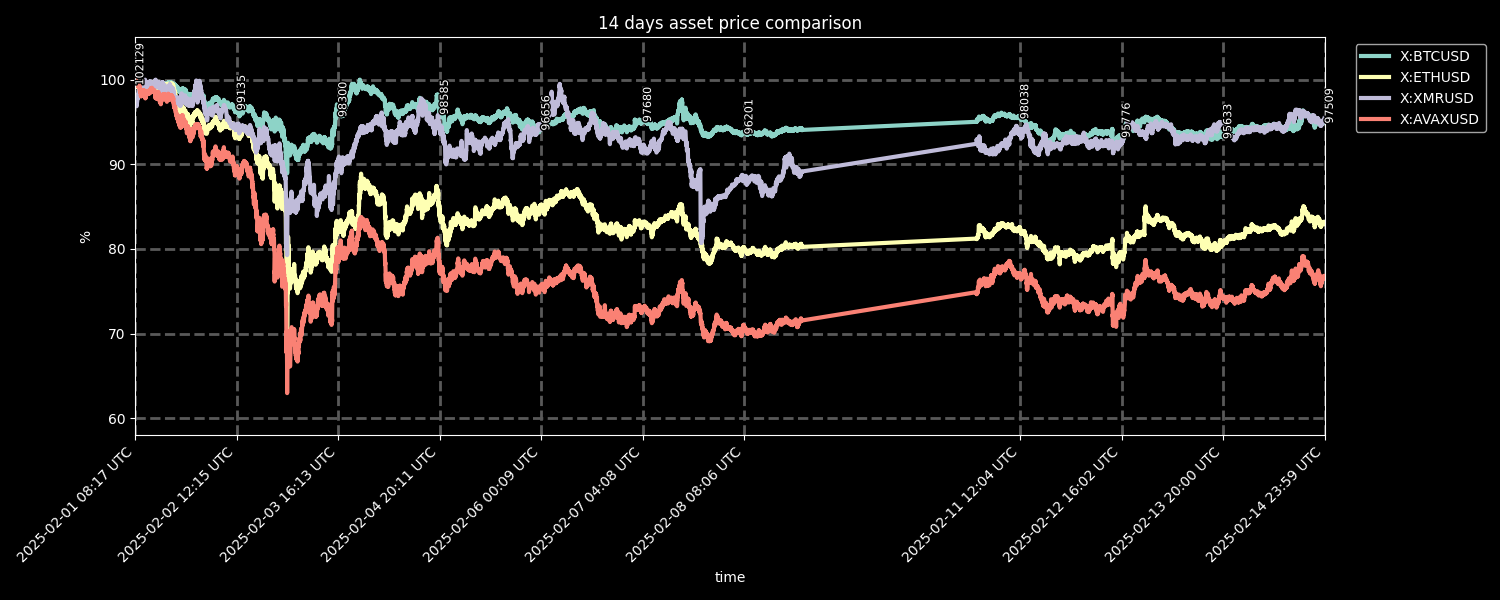 14 days asset price comparison
X:BTCUSD
X:ETHUSD
X:XMRUSD
X:AVAXUSD
100
90
80
70
60
%
102129
99135
98300
98585
96656
97680
96201
98038
95776
95633
97509
2025-02-01 08:17 UTC
2025-02-02 12:15 UTC
2025-02-03 16:13 UTC
2025-02-04 20:11 UTC
2025-02-06 00:09 UTC
2025-02-07 04:08 UTC
2025-02-08 08:06 UTC
2025-02-11 12:04 UTC
2025-02-12 16:02 UTC
2025-02-13 20:00 UTC
2025-02-14 23:59 UTC
time